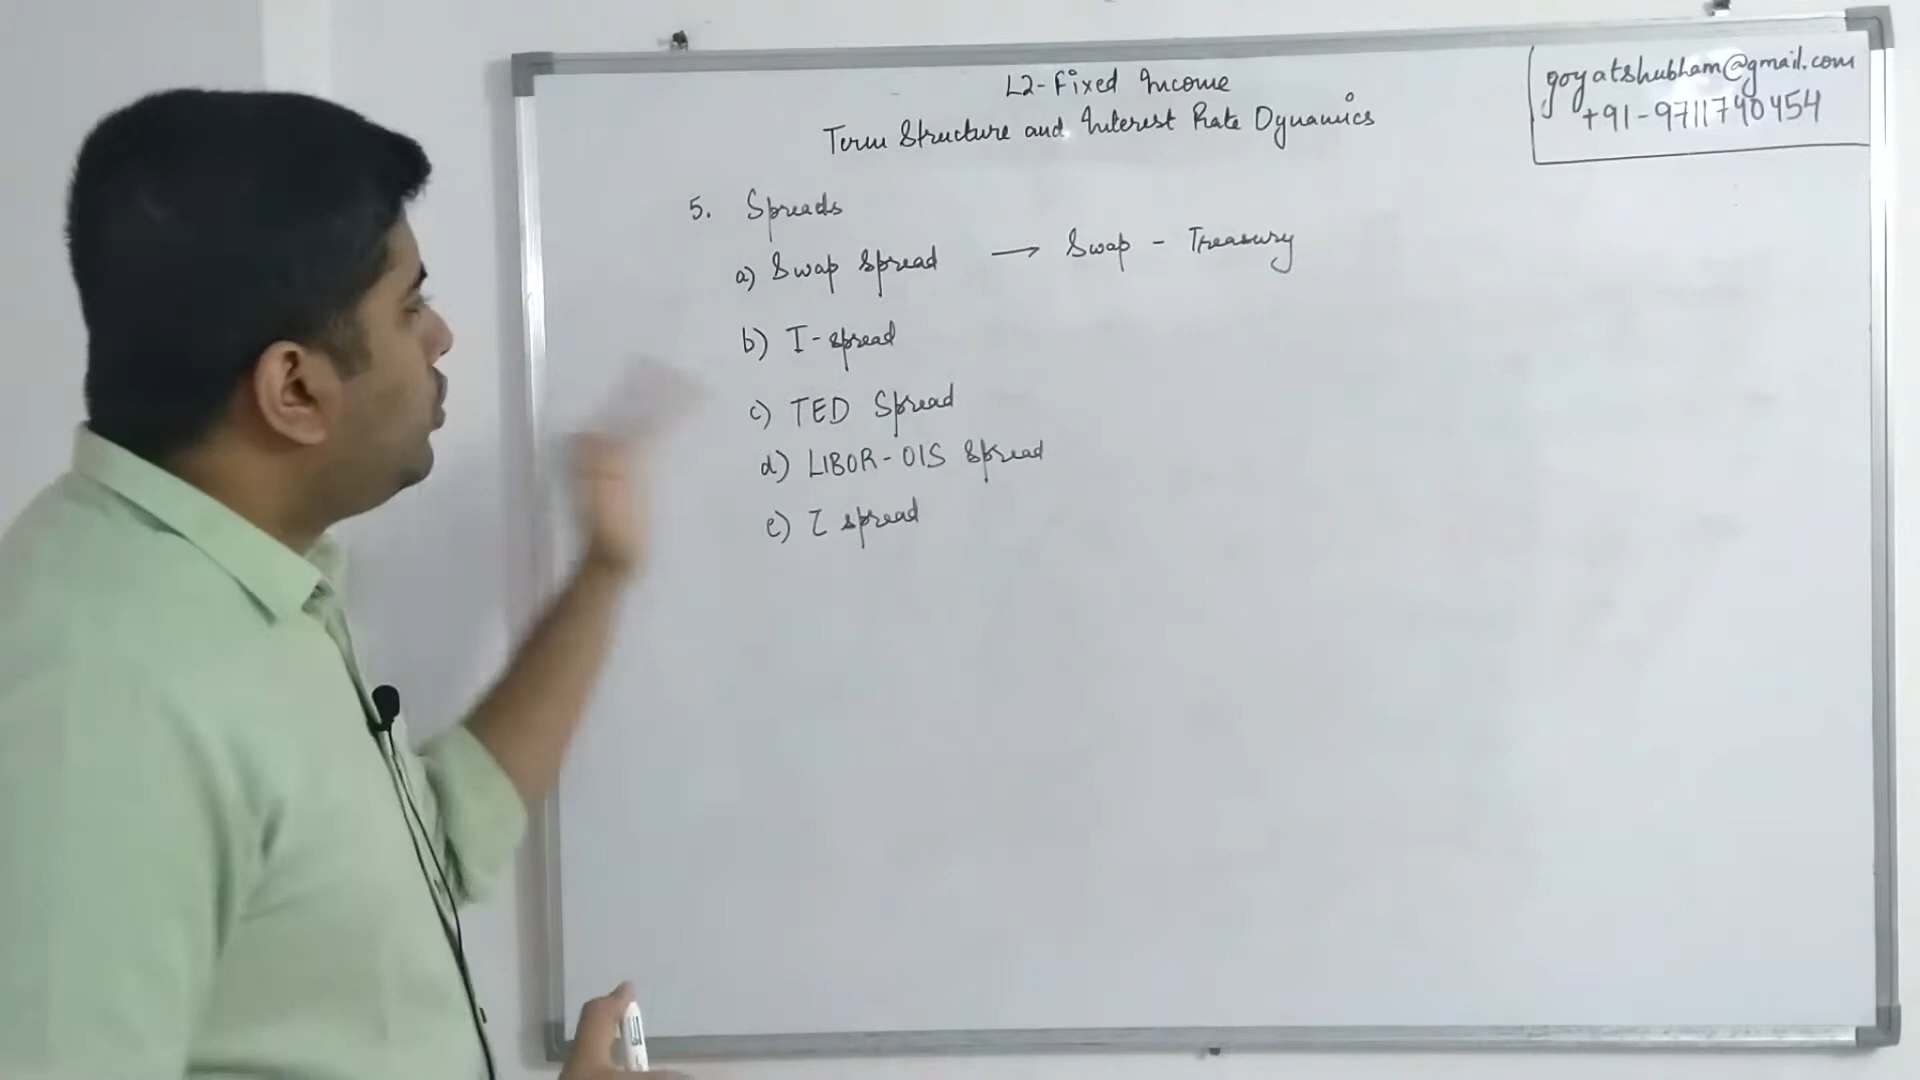 L2-Fixed Income
Term Structure and Interest Rate Dynamics
goyatshubham@gmail.com
+91-9711740454
5. Spreads
a) Swap Spread → Swap - Treasury
b) I-spread
c) TED Spread
d) LIBOR-OIS Spread
e) Z spread